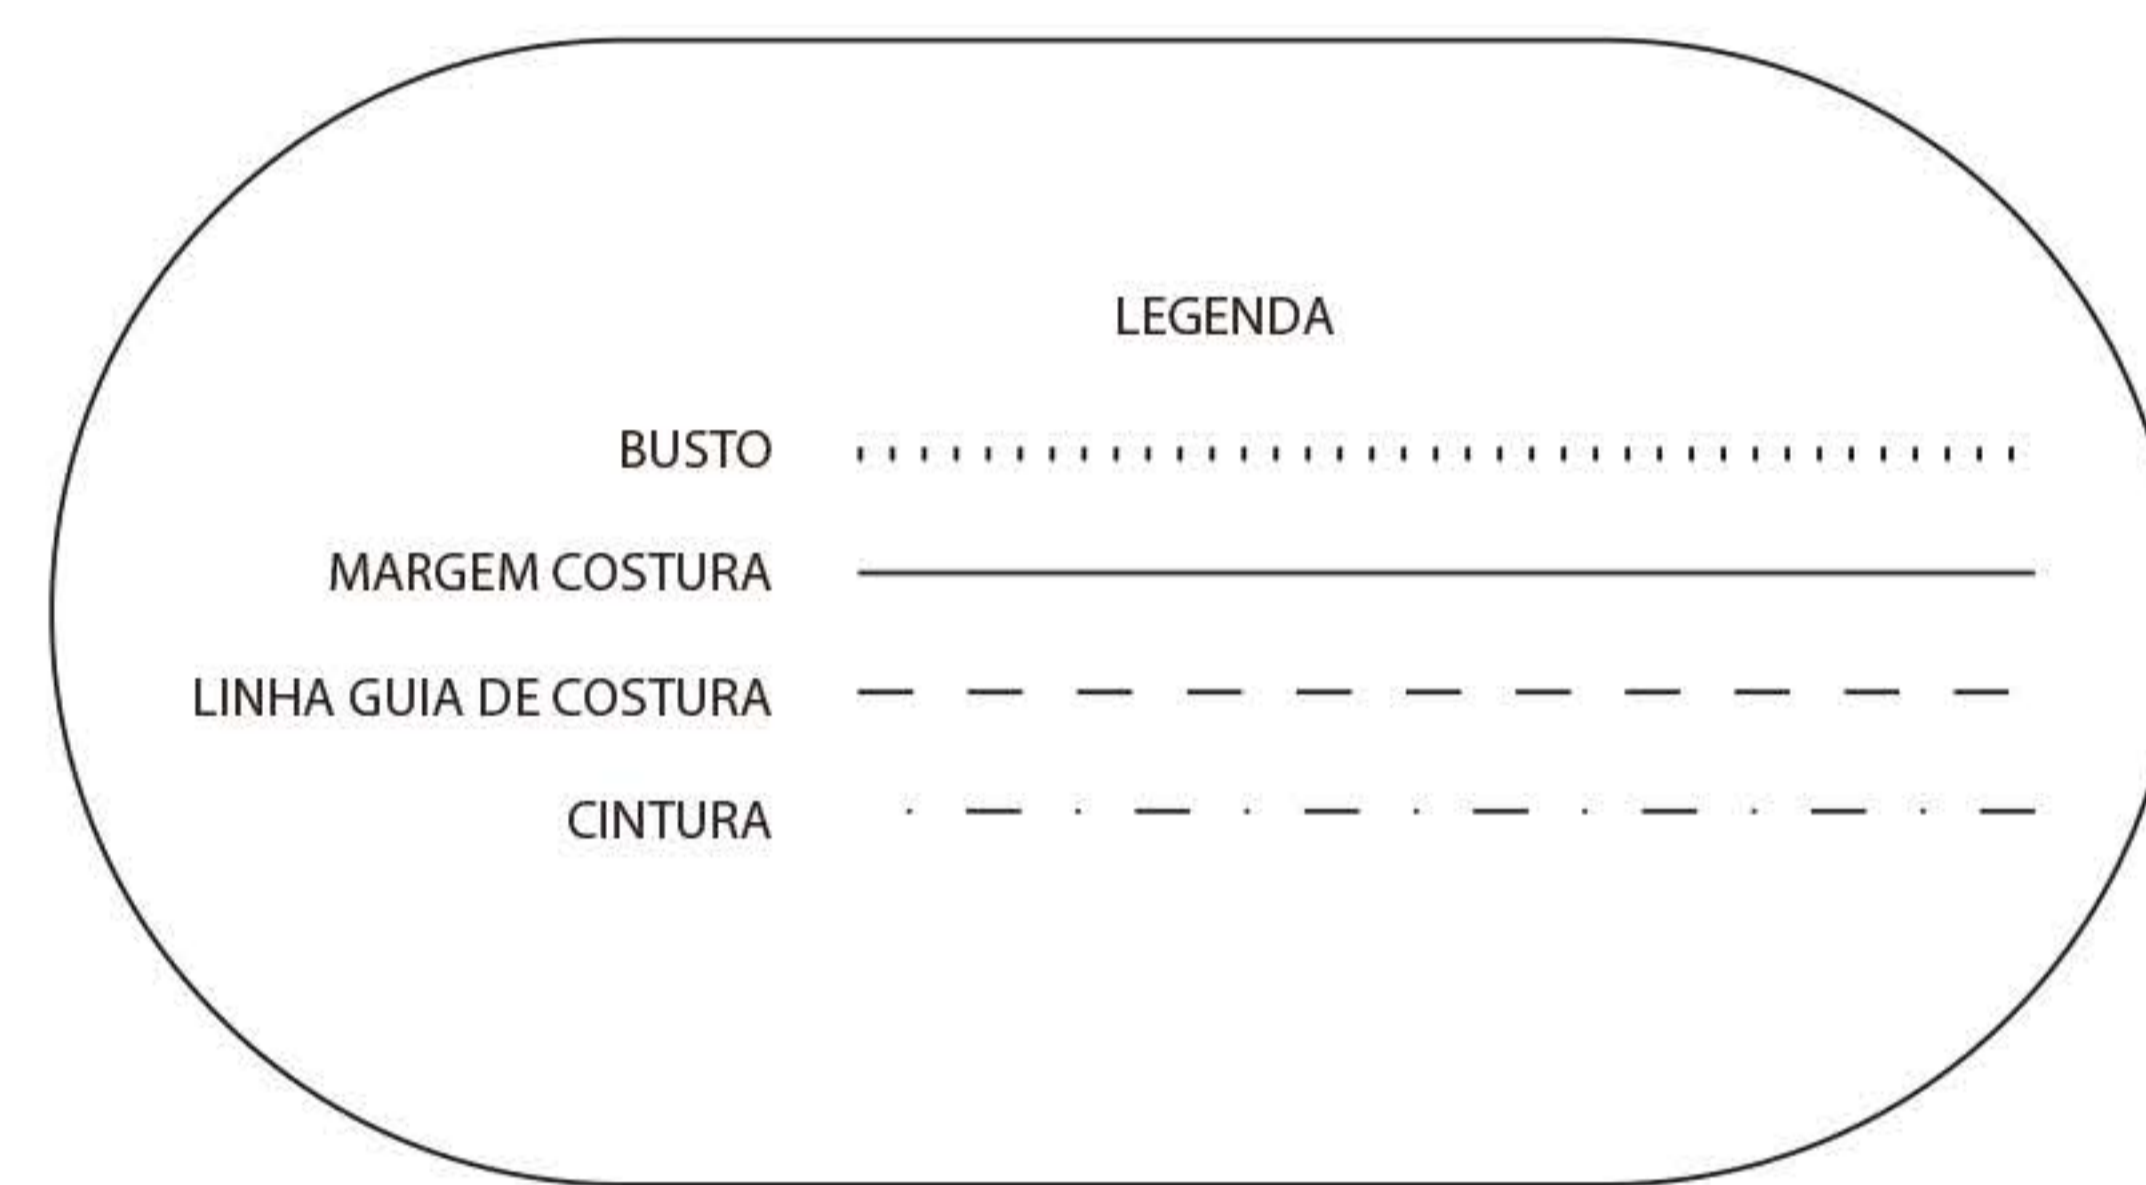 LEGENDA
BUSTO
MARGEM COSTURA
LINHA GUIA DE COSTURA
CINTURA